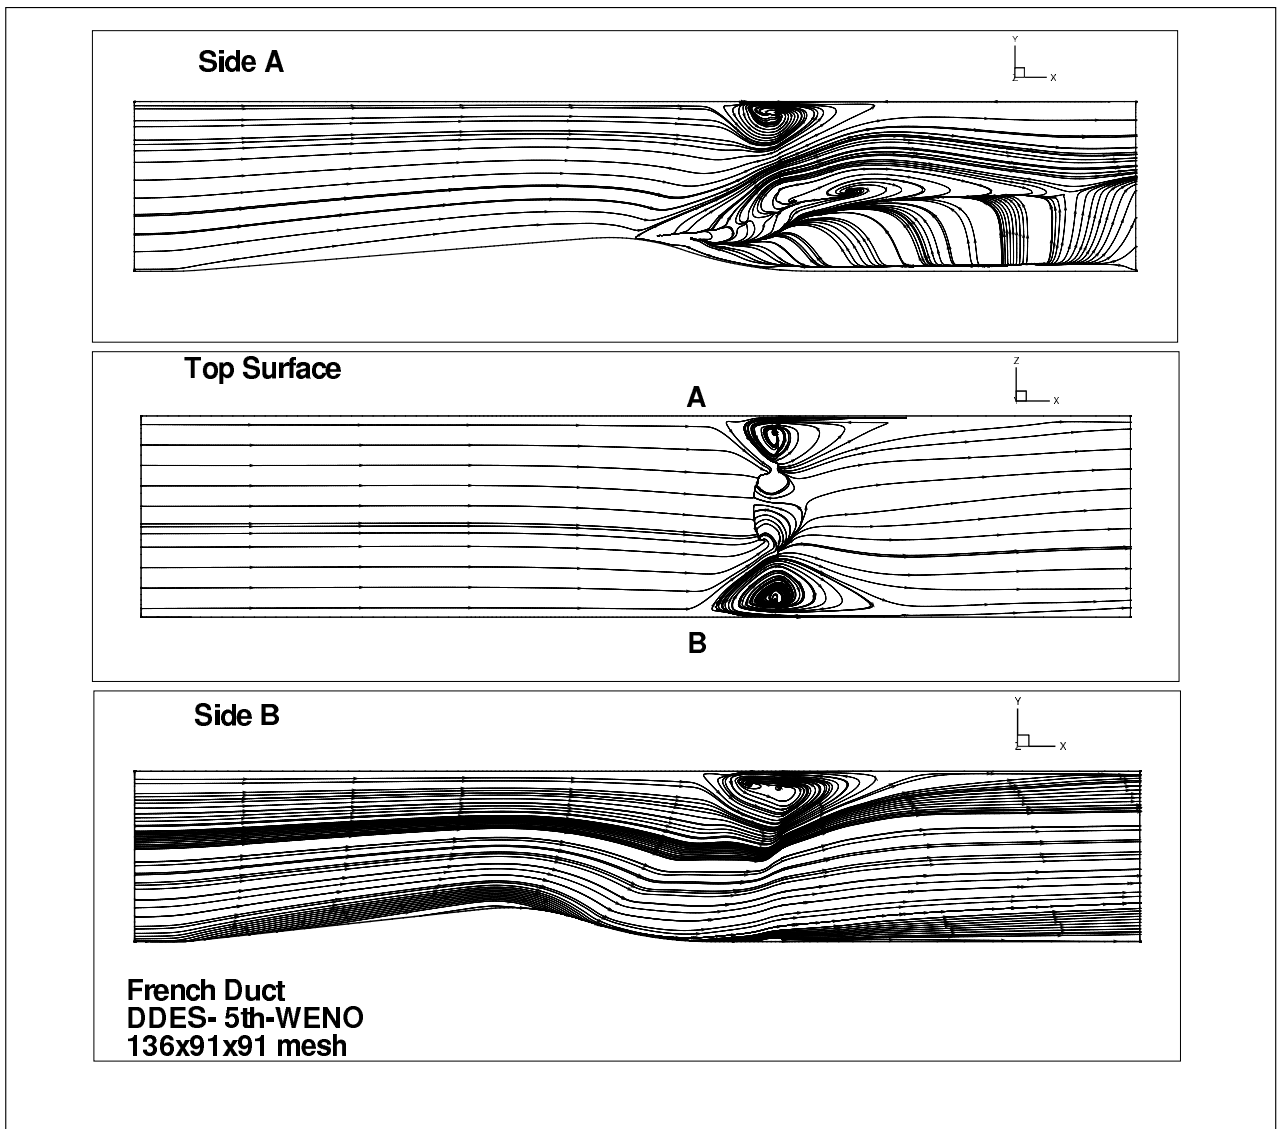 Side A
Y
Z X
Top Surface
Z
A
Y X
B
Side B
Y
Z X
French Duct
DDES- 5th-WENO
136x91x91 mesh